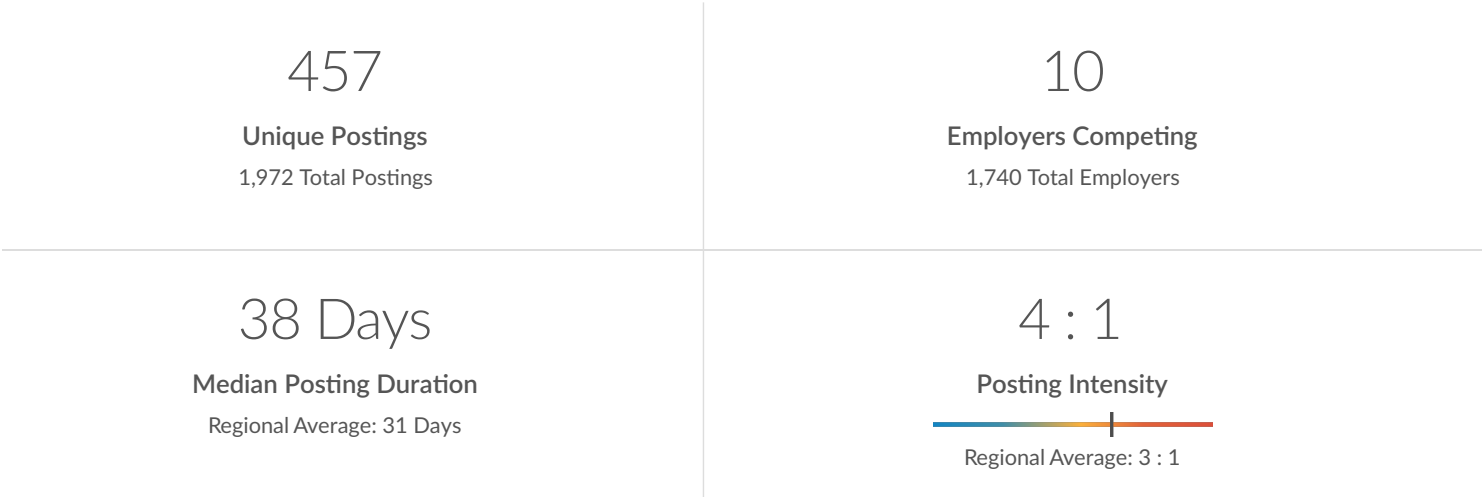 457
Unique Postings
1,972 Total Postings
10
Employers Competing
1,740 Total Employers
38 Days
Median Posting Duration
Regional Average: 31 Days
4 : 1
Posting Intensity
Regional Average: 3 : 1